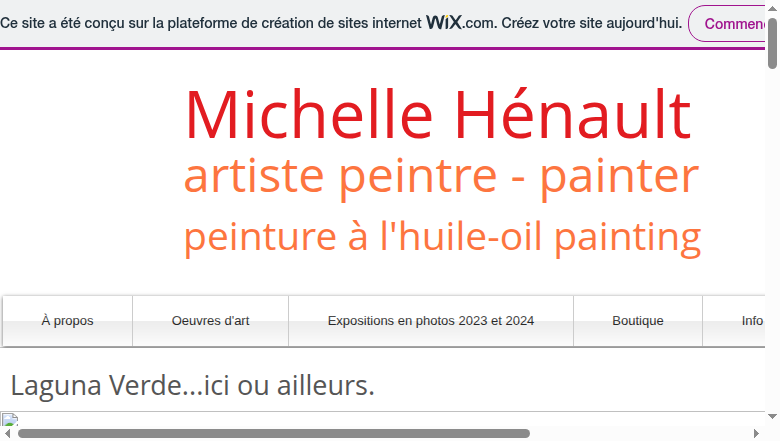 Ce site a été conçu sur la plateforme de création de sites internet WiX.com. Créez votre site aujourd'hui.
Michelle Hénault
artiste peintre - painter
peinture à l'huile-oil painting
À propos
Oeuvres d'art
Expositions en photos 2023 et 2024
Boutique
Info
Laguna Verde...ici ou ailleurs.